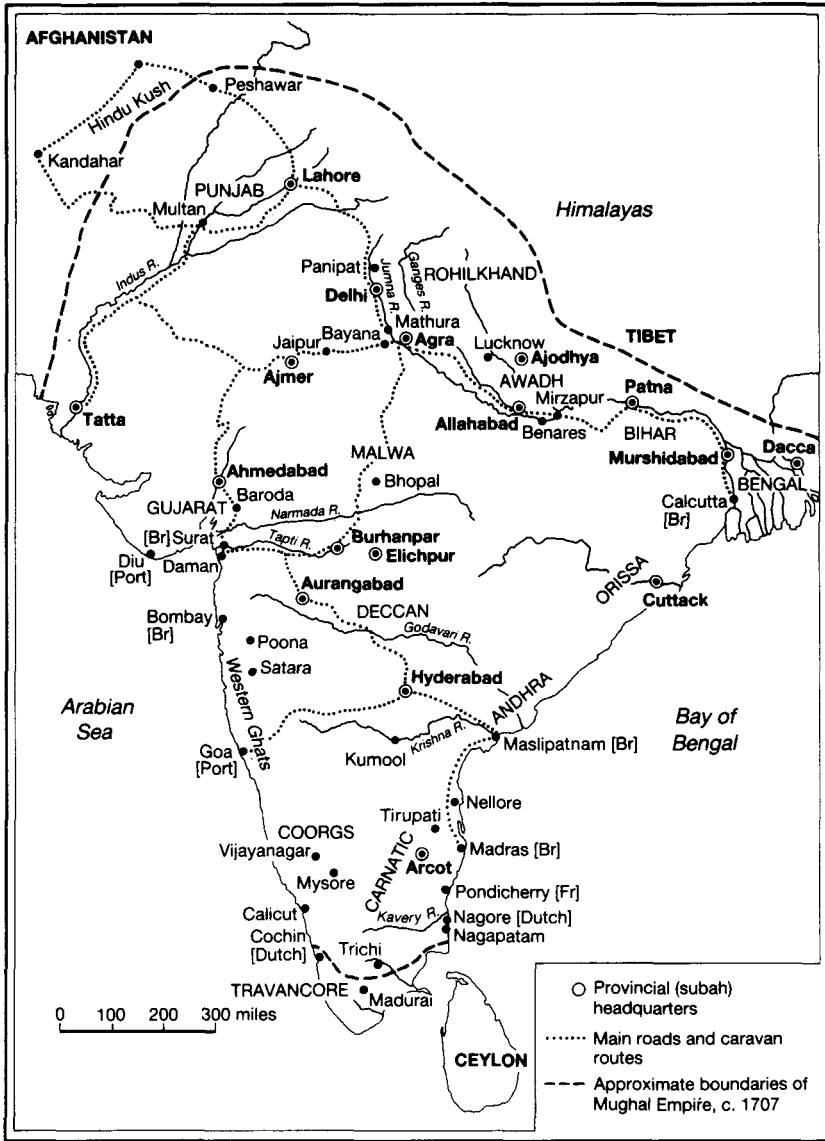 AFGHANISTAN
Hindu Kush
Peshawar
Kandahar
Lahore
PUNJAB
Multan
Himalayas
Indus R.
Panipat
Jumna R.
Ganges R.
ROHILKHAND
Delhi
Mathura
Bayana
Jaipur
Agra
Lucknow
TIBET
Ajodhya
Ajmer
AWADH
Mirzapur
Patna
Tatta
Allahabad
Benares
BIHAR
Dacca
Murshidabad
MALWA
Ahmedabad
Bhopal
BENGAL
Baroda
GUJARAT
Narmada R.
Calcutta
[Br]
[Br] Surat
Tapti R.
Burhanpar
Diu
[Port]
Daman
Elichpur
ORISSA
Aurangabad
Cuttack
DECCAN
Bombay
[Br]
Godavari R.
Poona
Satara
Hyderabad
Western Ghats
ANDHRA
Arabian
Sea
Bay of
Bengal
Krishna R.
Maslipatnam [Br]
Goa
[Port]
Kumool
Nellore
Tirupati
COORGS
CARNATIC
Madras [Br]
Vijayanagar
Arcot
Mysore
Pondicherry [Fr]
Calicut
Kavery R.
Nagore [Dutch]
Cochin
[Dutch]
Nagapatam
Trichi
TRAVANCORE
Madurai
0 100 200 300 miles
CEYLON
Provincial (subah)
headquarters
Main roads and caravan
routes
Approximate boundaries of
Mughal Empire, c. 1707